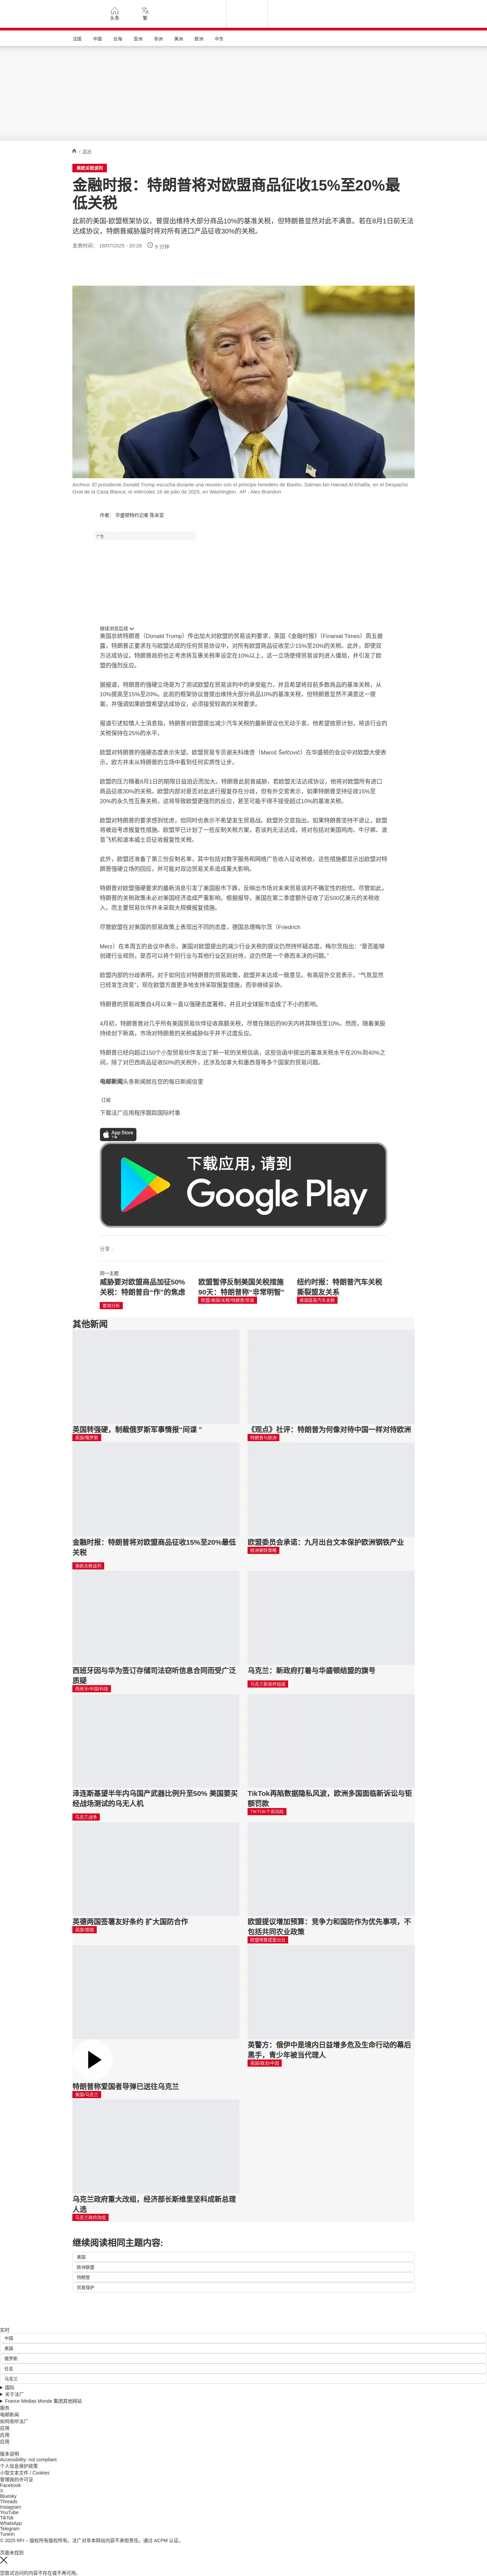 头条
繁
法国
中国
台海
亚洲
非洲
美洲
欧洲
中东
/ 欧洲
美欧关税谈判
金融时报：特朗普将对欧盟商品征收15%至20%最
低关税
此前的美国-欧盟框架协议，曾提出维持大部分商品10%的基准关税，但特朗普显然对此不满意。若在8月1日前无法
达成协议，特朗普威胁届时将对所有进口产品征收30%的关税。
发表时间： 18/07/2025 - 20:26 9 分钟
Archivo: El presidente Donald Trump escucha durante una reunión con el príncipe heredero de Baréin, Salman bin Hamad Al Khalifa, en el Despacho
Oval de la Casa Blanca, el miércoles 16 de julio de 2025, en Washington. AP - Alex Brandon
作者： 华盛顿特约记者 陈米雷
广告
继续浏览后续
美国总统特朗普（Donald Trump）传出加大对欧盟的贸易谈判要求，英国《金融时报》（Finanial Times）周五披
露，特朗普正要求在与欧盟达成的任何贸易协议中，对所有欧盟商品征收至少15%至20%的关税。此外，即使双
方达成协议，特朗普政府也正考虑将互惠关税率设定在10%以上，这一立场使得贸易谈判进入僵局，并引发了欧
盟的强烈反应。
据报道，特朗普的强硬立场是为了测试欧盟在贸易谈判中的承受能力，并且希望将目前多数商品的基准关税，从
10%提高至15%至20%。此前的框架协议曾提出维持大部分商品10%的基准关税，但特朗普显然不满意这一提
案，并强调如果欧盟希望达成协议，必须接受较高的关税要求。
报道引述知情人士消息指，特朗普对欧盟提出减少汽车关税的最新提议也无动于衷。他希望按原计划，将该行业的
关税保持在25%的水平。
欧盟对特朗普的强硬态度表示失望。欧盟贸易专员谢夫科维奇（Maroš Šefčovič）在华盛顿的会议中对欧盟大使表
示，欧方并未从特朗普的立场中看到任何实质性让步。
欧盟的压力随着8月1日的期限日益迫近而加大。特朗普此前曾威胁，若欧盟无法达成协议，他将对欧盟所有进口
商品征收30%的关税。欧盟内部对是否对此进行报复存在分歧，但有外交官表示，如果特朗普坚持征收15%至
20%的永久性互惠关税，这将导致欧盟更强烈的反应，甚至可能不得不接受超过10%的基准关税。
欧盟对特朗普的要求感到忧虑，但同时也表示不希望发生贸易战。欧盟外交官指出，如果特朗普坚持不退让，欧盟
将被迫考虑报复性措施。欧盟早已计划了一些反制关税方案，若谈判无法达成，将对包括对美国鸡肉、牛仔裤、波
音飞机和波本威士忌征收报复性关税。
此外，欧盟还准备了第三份反制名单，其中包括对数字服务和网络广告收入征收税收。这些措施都显示出欧盟对特
朗普强硬立场的回应，并可能对双边贸易关系造成重大影响。
特朗普对欧盟强硬要求的最新消息引发了美国股市下跌，反映出市场对未来贸易谈判不确定性的担忧。尽管如此，
特朗普的关税政策未必对美国经济造成严重影响。根据报导，美国在第二季度额外征收了近500亿美元的关税收
入，而主要贸易伙伴并未采取大规模报复措施。
尽管欧盟在对美国的贸易政策上表现出不同的态度，德国总理梅尔茨（Friedrich
Merz）在本周五的会议中表示，美国对欧盟提出的减少行业关税的提议仍然持怀疑态度。梅尔茨指出：“是否能够
创建行业规则，是否可以将个别行业与其他行业区别对待，这仍然是一个悬而未决的问题。”
欧盟内部的分歧表明，对于如何应对特朗普的贸易政策，欧盟并未达成一致意见。有高层外交官表示，“气氛显然
已经发生改变”，现在欧盟方面更多地支持采取报复措施，而非继续妥协。
特朗普的贸易政策自4月以来一直以强硬态度著称，并且对全球股市造成了不小的影响。
4月初，特朗普曾对几乎所有美国贸易伙伴征收高额关税，尽管在随后的90天内将其降低至10%。然而，随着美股
持续创下新高，市场对特朗普的关税威胁似乎并不过度反应。
特朗普已经向超过150个小型贸易伙伴发出了新一轮的关税信函，这些信函中提出的基准关税水平在20%到40%之
间，除了对巴西商品征收50%的关税外，还涉及加拿大和墨西哥等多个国家的贸易问题。
电邮新闻头条新闻就在您的每日新闻信里
订阅
下载法广应用程序跟踪国际时事
App Store
下载
下载应用，请到
Google Play
分享 :
同一主题
威胁要对欧盟商品加征50%
关税：特朗普自“作”的焦虑
要闻分析
欧盟暂停反制美国关税措施
90天：特朗普称“非常明智”
欧盟/美国/关税/特朗普/贸易
纽约时报：特朗普汽车关税
撕裂盟友关系
美国提高汽车关税
其他新闻
英国转强硬，制裁俄罗斯军事情报“间谍 ”
英国/俄罗斯
《观点》社评：特朗普为何像对待中国一样对待欧洲
特朗普与欧洲
金融时报：特朗普将对欧盟商品征收15%至20%最低
关税
美欧关税谈判
欧盟委员会承诺：九月出台文本保护欧洲钢铁产业
欧洲钢铁策略
西班牙因与华为签订存储司法窃听信息合同而受广泛
质疑
西班牙/中国/科技
乌克兰：新政府打着与华盛顿结盟的旗号
乌克兰新政府组成
泽连斯基望半年内乌国产武器比例升至50% 美国要买
经战场测试的乌无人机
乌克兰战争
TikTok再陷数据隐私风波，欧洲多国面临新诉讼与钜
额罚款
TIKTOK个资风险
英德两国签署友好条约 扩大国防合作
英国/德国
欧盟提议增加预算：竞争力和国防作为优先事项，不
包括共同农业政策
欧盟预算提案出台
特朗普称爱国者导弹已送往乌克兰
美国/乌克兰
英警方：俄伊中是境内日益增多危及生命行动的幕后
黑手，青少年被当代理人
英国/政治/中国
乌克兰政府重大改组，经济部长斯维里坚科成新总理
人选
乌克兰政府改组
继续阅读相同主题内容:
美国
欧洲联盟
特朗普
贸易保护
实时
中国
美国
俄罗斯
社会
乌克兰
国际
关于法广
France Médias Monde 集团其他网站
服务
电邮新闻
如何收听法广
应用
应用
应用
版本说明
Accessibility: not compliant
个人信息保护政策
小型文本文件 / Cookies
管理我的许可证
Facebook
X
Bluesky
Threads
Instagram
YouTube
TikTok
WhatsApp
Telegram
TuneIn
© 2025 RFI – 版权所有版权所有。法广对非本网站内容不承担责任。通过 ACPM 认证。
页面未找到
您尝试访问的内容不存在或不再可用。